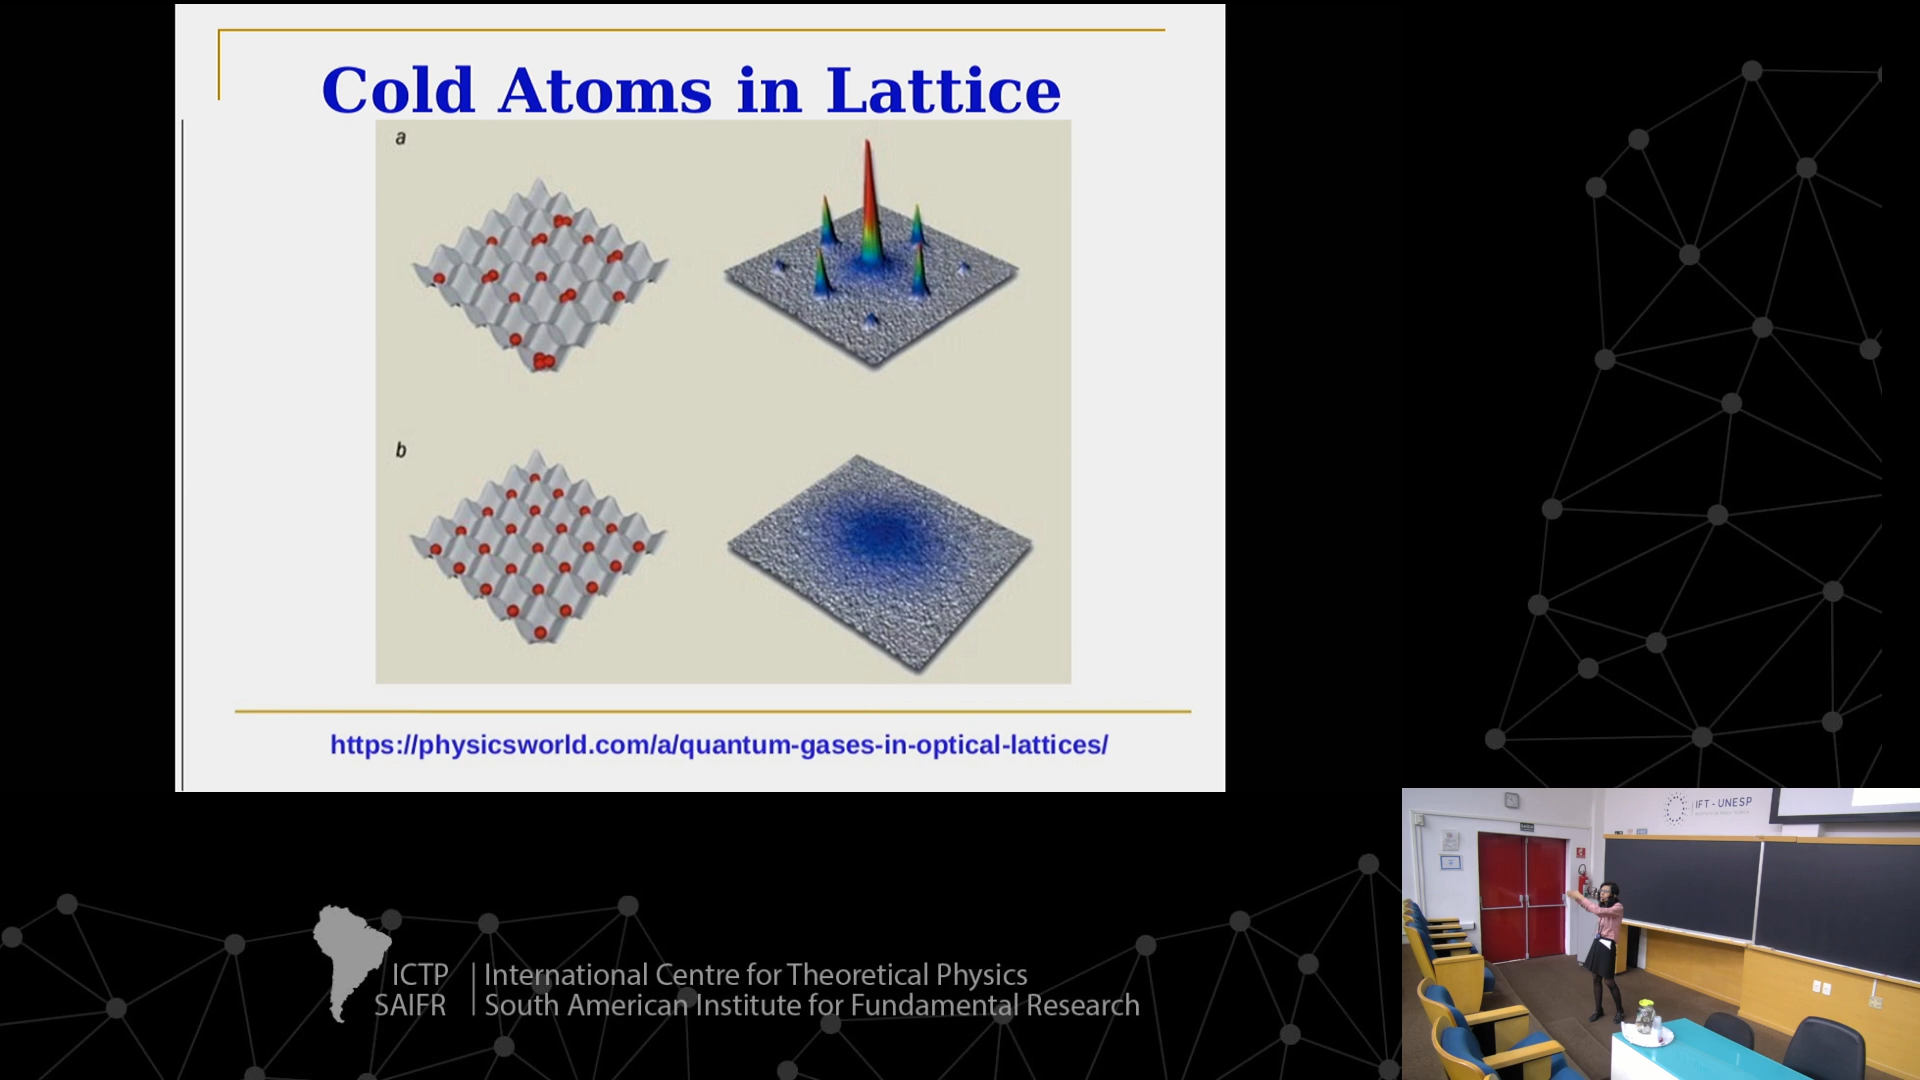 Cold Atoms in Lattice
a
b
https://physicsworld.com/a/quantum-gases-in-optical-lattices/
IFT - UNESP
ICTP | International Centre for Theoretical Physics
SAIFR | South American Institute for Fundamental Research